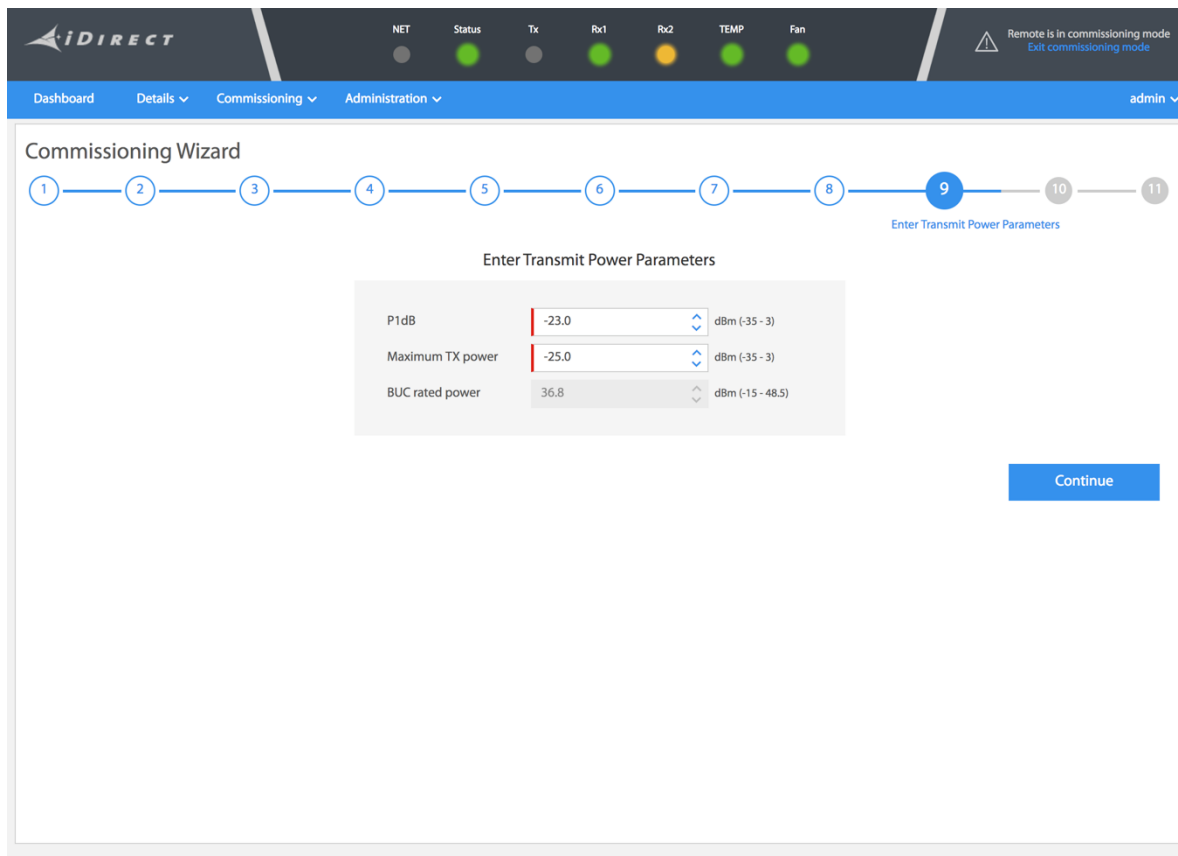 iDIRECT
NET Status Tx Rx1 Rx2 TEMP Fan
Remote is in commissioning mode
Exit commissioning mode
Dashboard Details Commissioning Administration admin
Commissioning Wizard
1 2 3 4 5 6 7 8 9 10 11
Enter Transmit Power Parameters
Enter Transmit Power Parameters
P1dB -23.0 dBm (-35 - 3)
Maximum TX power -25.0 dBm (-35 - 3)
BUC rated power 36.8 dBm (-15 - 48.5)
Continue